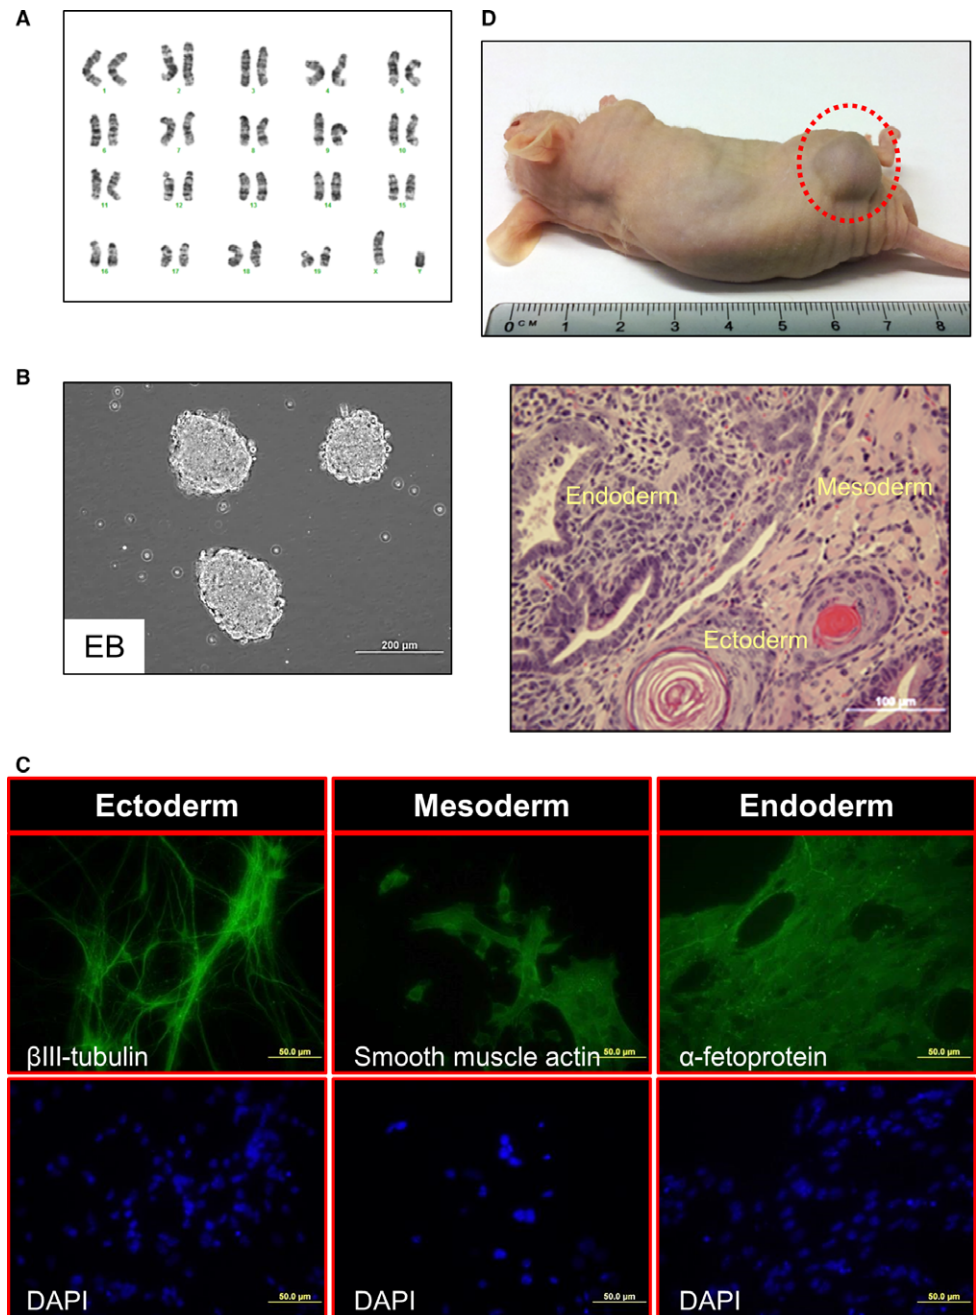 A
1 2 3 4 5
6 7 8 9 10
11 12 13 14 15
16 17 18 19 X Y
B
EB
200 µm
D
0 CM 1 2 3 4 5 6 7 8
Endoderm
Mesoderm
Ectoderm
100 µm
C
Ectoderm Mesoderm Endoderm
βIII-tubulin 50.0 µm
Smooth muscle actin 50.0 µm
α-fetoprotein 50.0 µm
DAPI 50.0 µm
DAPI 50.0 µm
DAPI 50.0 µm